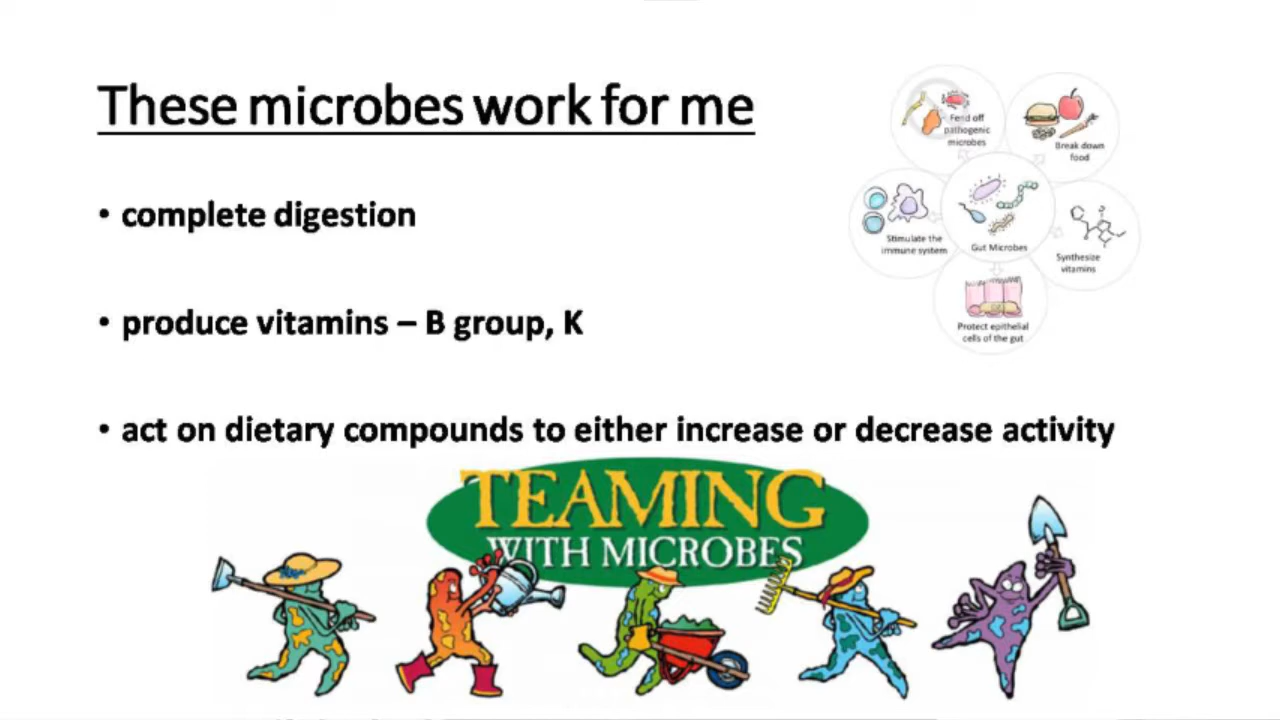 These microbes work for me
• complete digestion
• produce vitamins – B group, K
• act on dietary compounds to either increase or decrease activity
Fend off
pathogenic
microbes
Break down
food
Stimulate the
immune system
Gut Microbes
Synthesize
vitamins
Protect epithelial
cells of the gut
TEAMING
WITH MICROBES